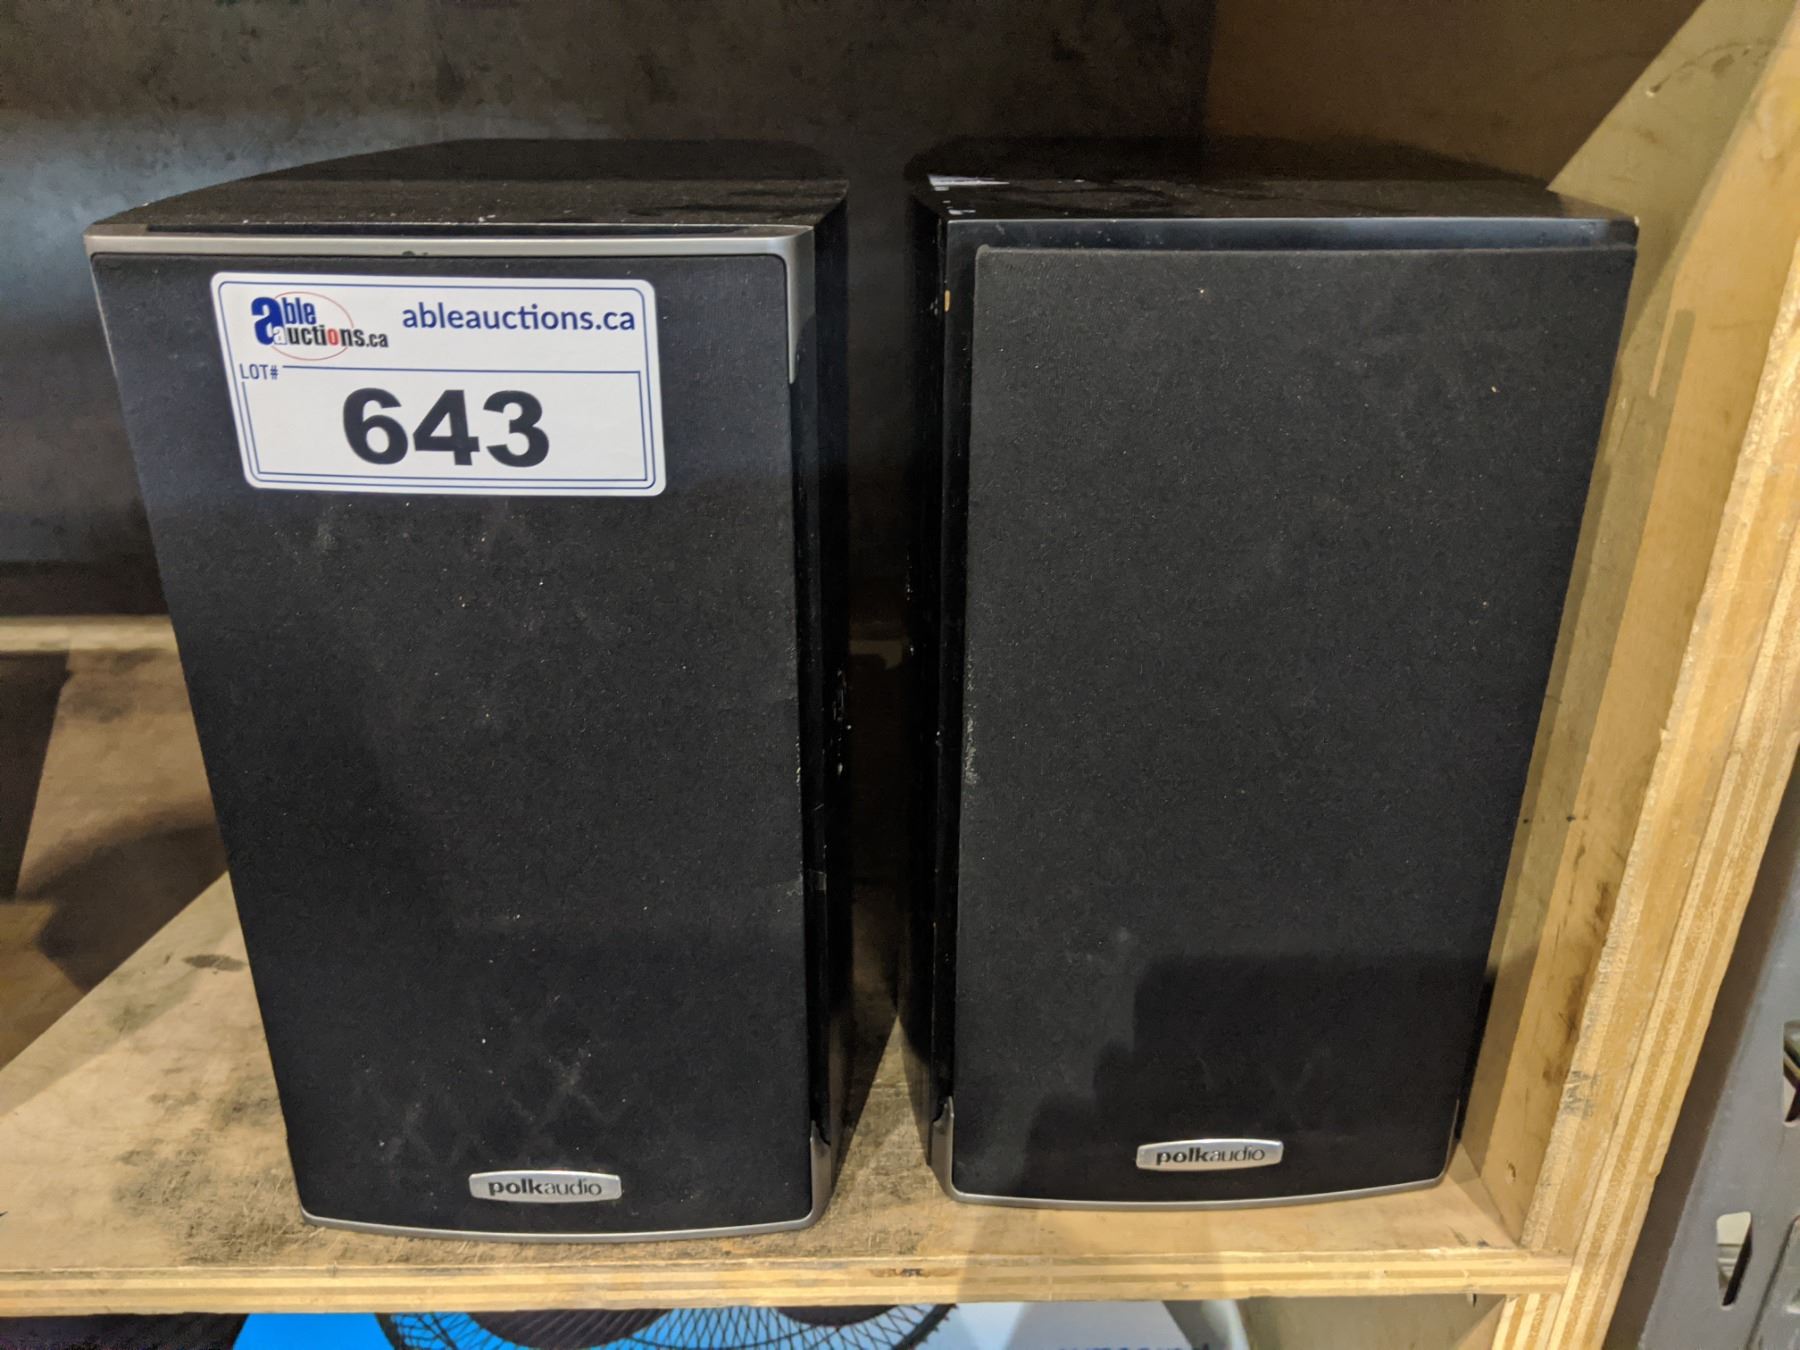 able auctions.ca
ableauctions.ca
LOT#
643
polkaudio
polkaudio